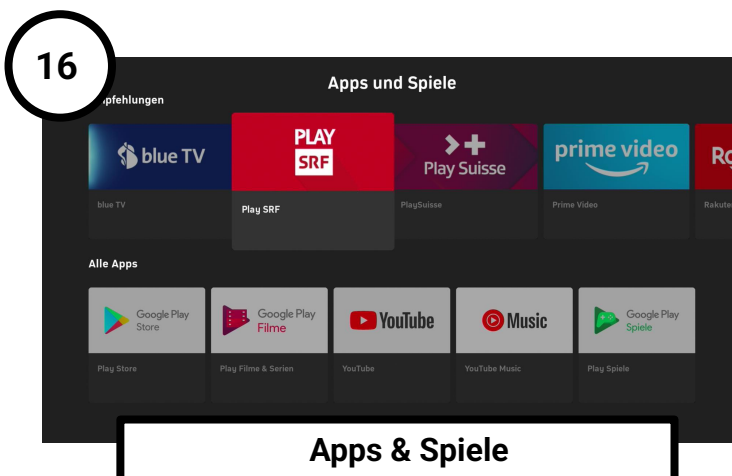 16
Apps und Spiele
pfehlungen
blue TV
PLAY
SRF
Play Suisse
prime video
blue TV
Play SRF
PlaySuisse
Prime Video
Rakute
Alle Apps
Google Play
Store
Google Play
Filme
YouTube
Music
Google Play
Spiele
Play Store
Play Filme & Serien
YouTube
YouTube Music
Play Spiele
Apps & Spiele